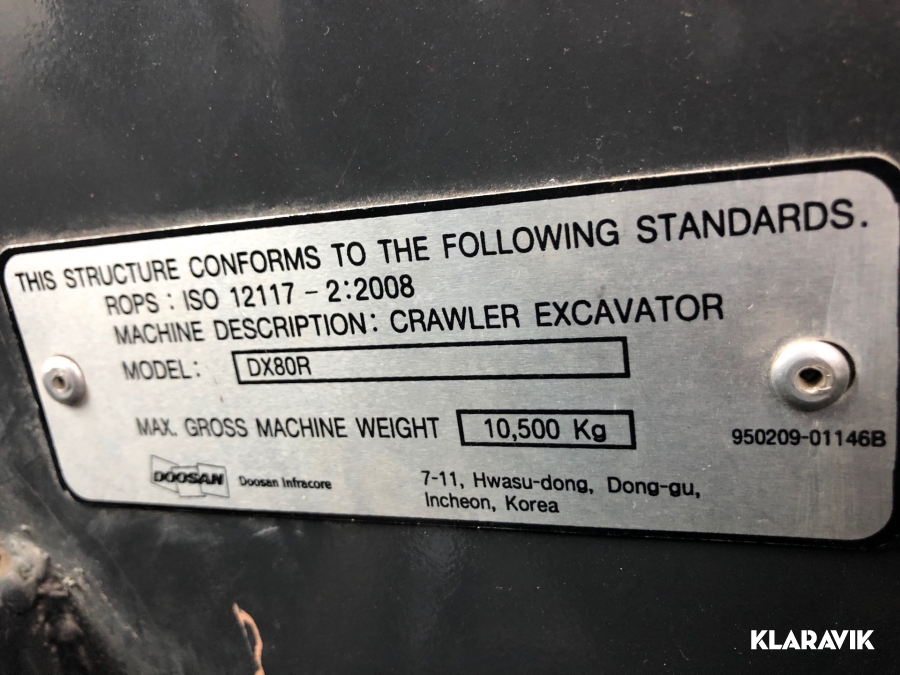 THIS STRUCTURE CONFORMS TO THE FOLLOWING STANDARDS.
ROPS : ISO 12117 - 2:2008
MACHINE DESCRIPTION: CRAWLER EXCAVATOR
MODEL: DX80R
MAX. GROSS MACHINE WEIGHT 10,500 Kg
950209-01146B
DOOSAN Doosan Infracore
7-11, Hwasu-dong, Dong-gu,
Incheon, Korea
KLARAVIK